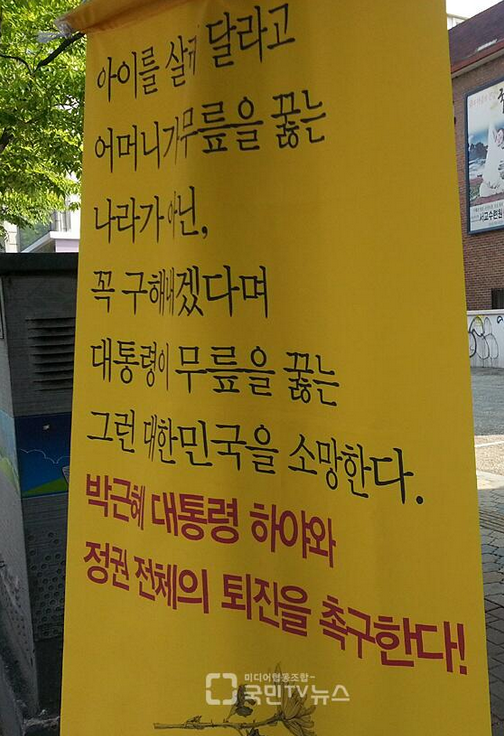 아이를 살려 달라고
어머니가 무릎을 꿇는
나라가 아닌,
꼭 구해내겠다며
대통령이 무릎을 꿇는
그런 대한민국을 소망한다.
박근혜 대통령 하야와
정권 전체의 퇴진을 촉구한다!
미디어협동조합-
국민TV뉴스